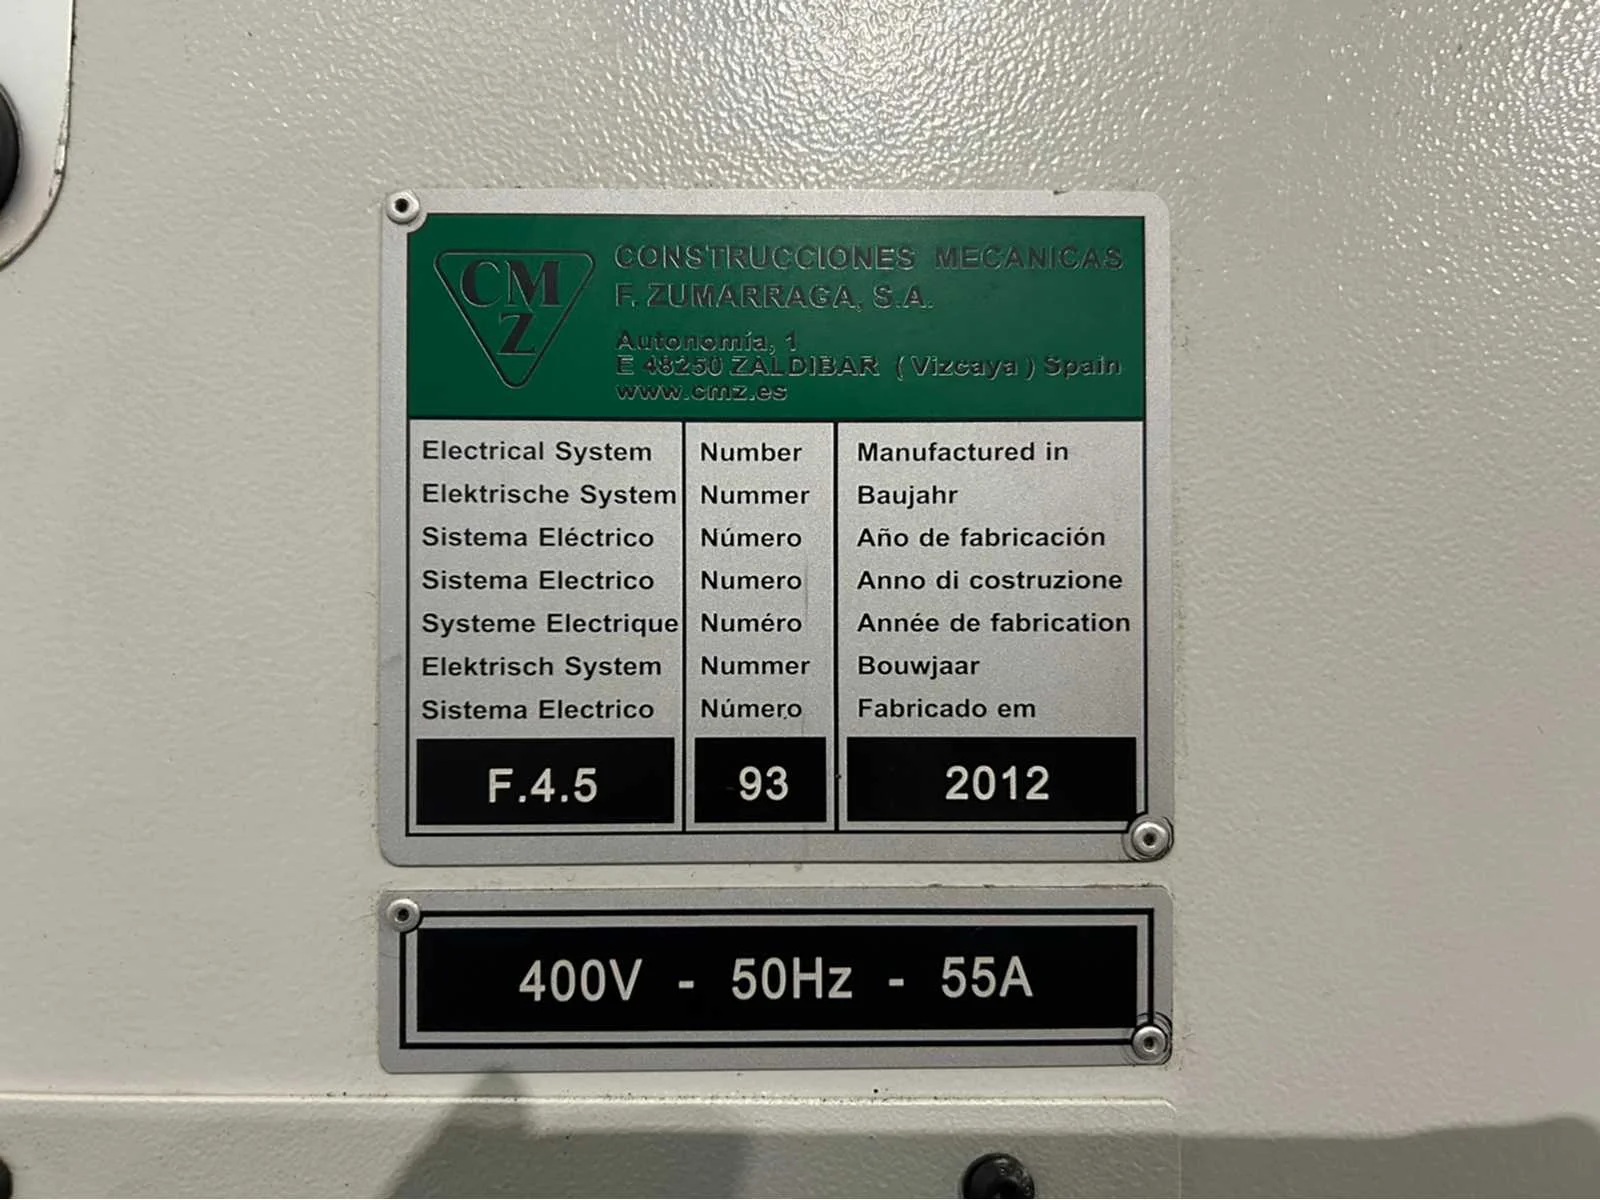 CMZ
CONSTRUCCIONES MECANICAS
F. ZUMARRAGA, S.A.
Autonomía, 1
E 48250 ZALDIBAR (Vizcaya) Spain
www.cmz.es
Electrical System Number Manufactured in
Elektrische System Nummer Baujahr
Sistema Eléctrico Número Año de fabricación
Sistema Electrico Numero Anno di costruzione
Systeme Electrique Numéro Année de fabrication
Elektrisch System Nummer Bouwjaar
Sistema Electrico Número Fabricado em
F.4.5 93 2012
400V - 50Hz - 55A